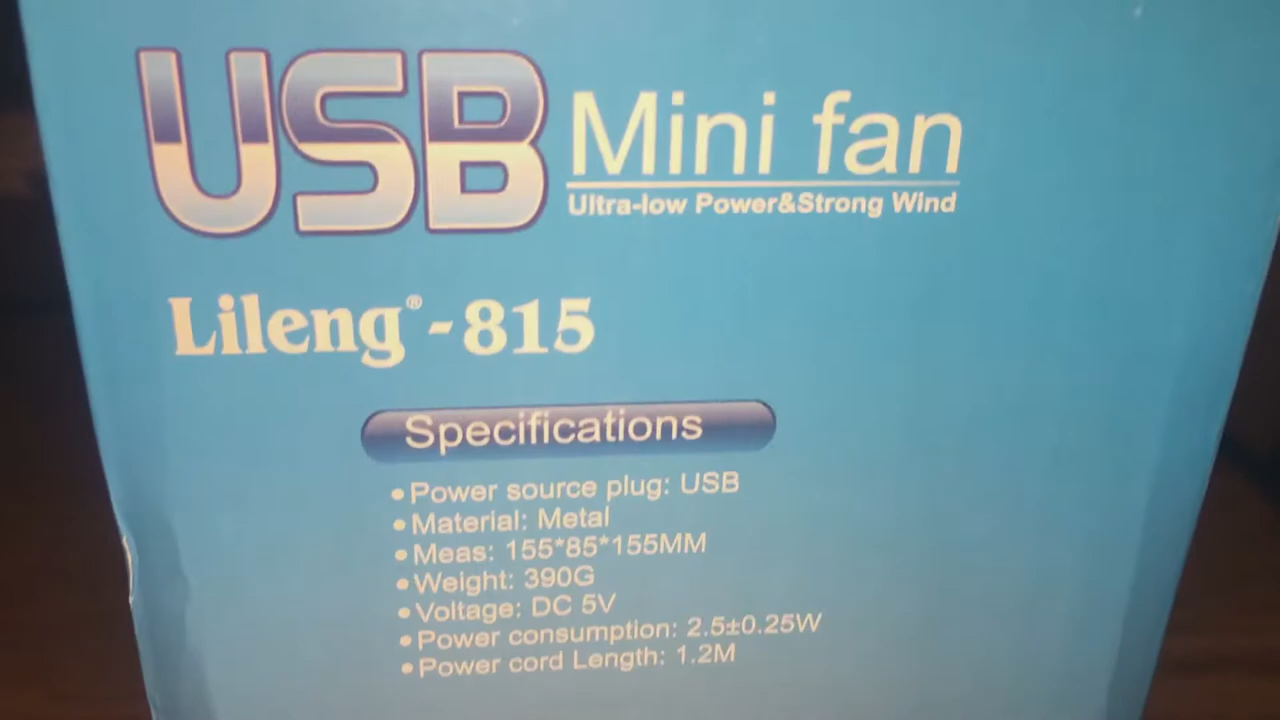 USB Mini fan
Ultra-low Power&Strong Wind
Lileng®-815
Specifications
•Power source plug: USB
•Material: Metal
•Meas: 155*85*155MM
•Weight: 390G
•Voltage: DC 5V
•Power consumption: 2.5±0.25W
•Power cord Length: 1.2M